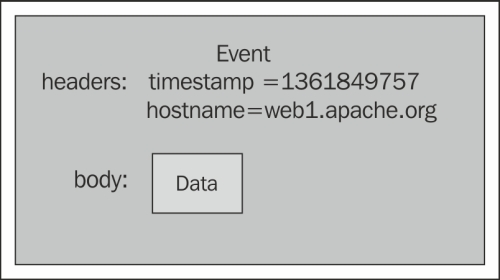 Event
headers: timestamp =1361849757
hostname=web1.apache.org
body: Data